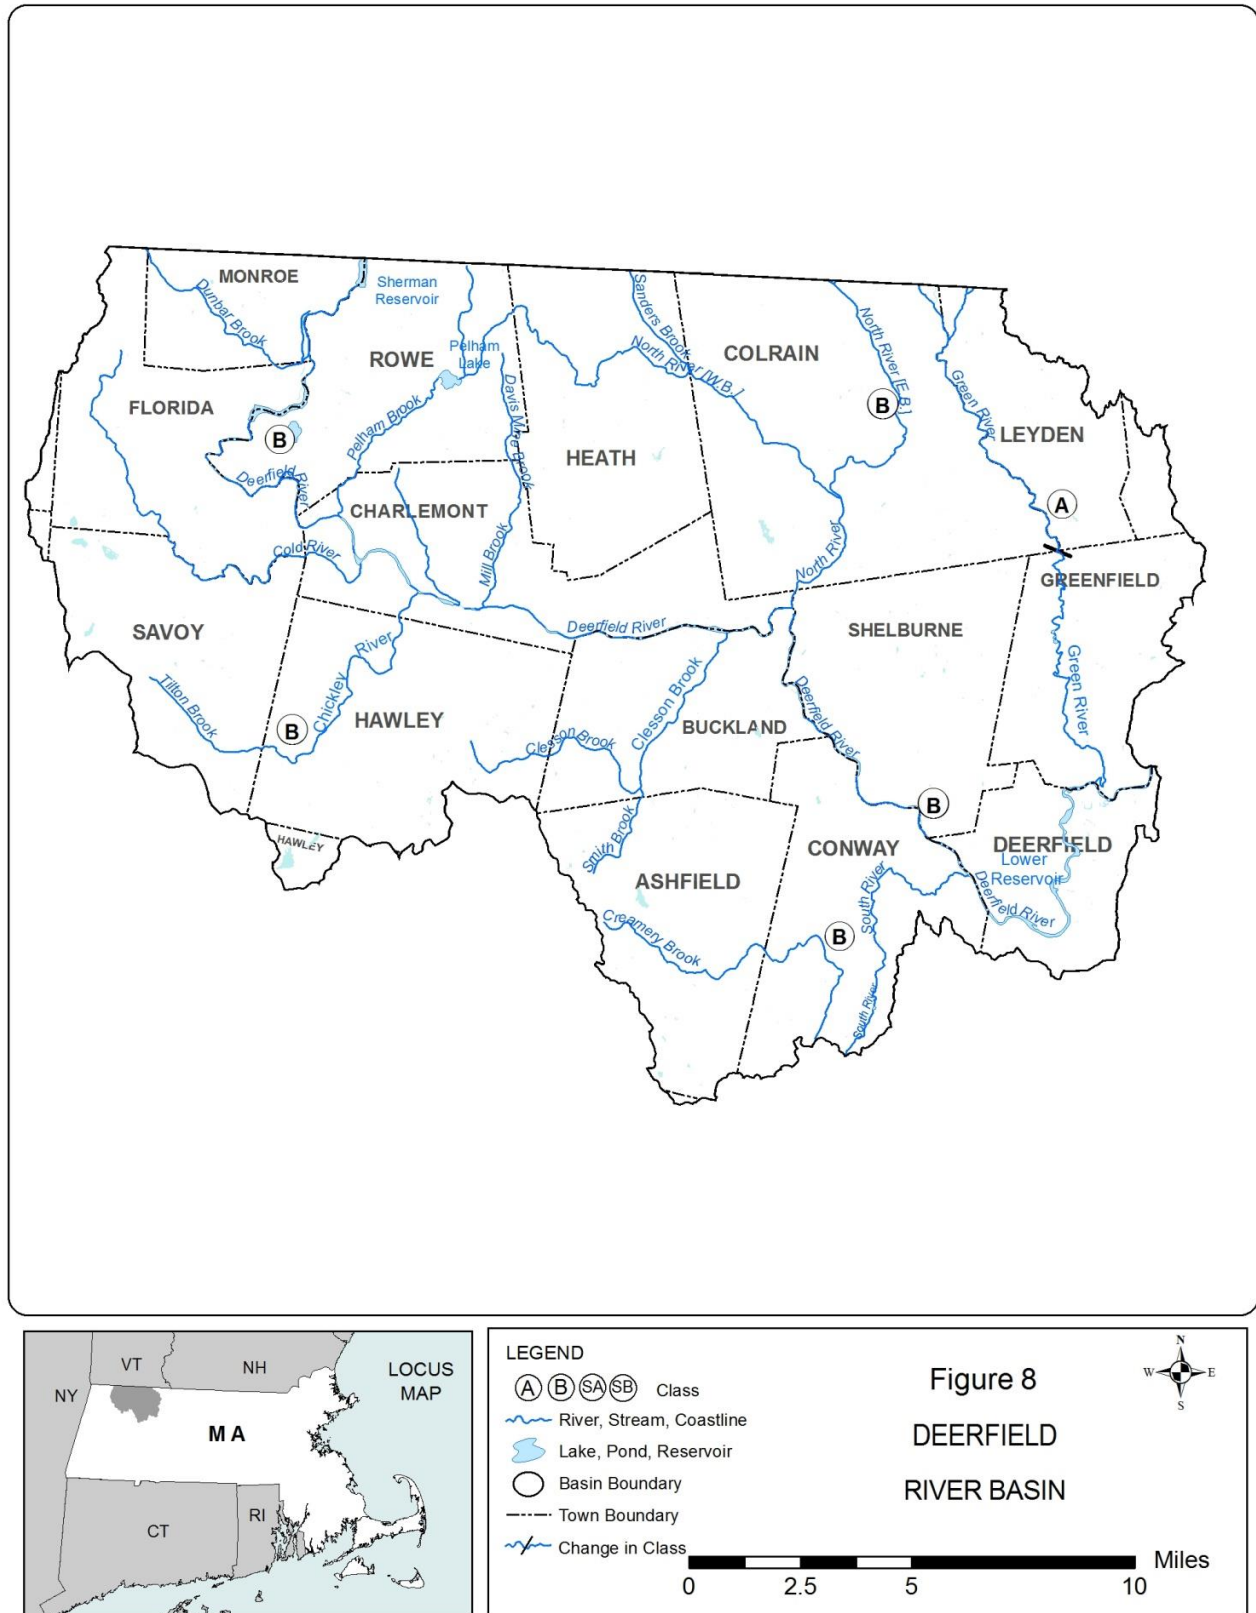 MONROE
Sherman
Reservoir
Dunbar Brook
Sanders Brook
North River [W.B.]
North River [E.B.]
COLRAIN
ROWE
Pelham
Lake
Green River
FLORIDA
B
B
Pelham Brook
Davis Mine Brook
LEYDEN
HEATH
Deerfield River
CHARLEMONT
A
Cold River
Mill Brook
North River
GREENFIELD
SAVOY
River
Deerfield River
SHELBURNE
Tilton Brook
Chickley
B
HAWLEY
Clesson Brook
Clesson Brook
BUCKLAND
Deerfield River
Green River
B
HAWLEY
Smith Brook
CONWAY
DEERFIELD
Lower
Reservoir
ASHFIELD
South River
Deerfield River
Creamery Brook
B
South River
VT
NH
LOCUS
MAP
NY
MA
CT
RI
LEGEND
A B SA SB Class
River, Stream, Coastline
Lake, Pond, Reservoir
Basin Boundary
Town Boundary
Change in Class
Figure 8
DEERFIELD
RIVER BASIN
N
W E
S
Miles
0 2.5 5 10